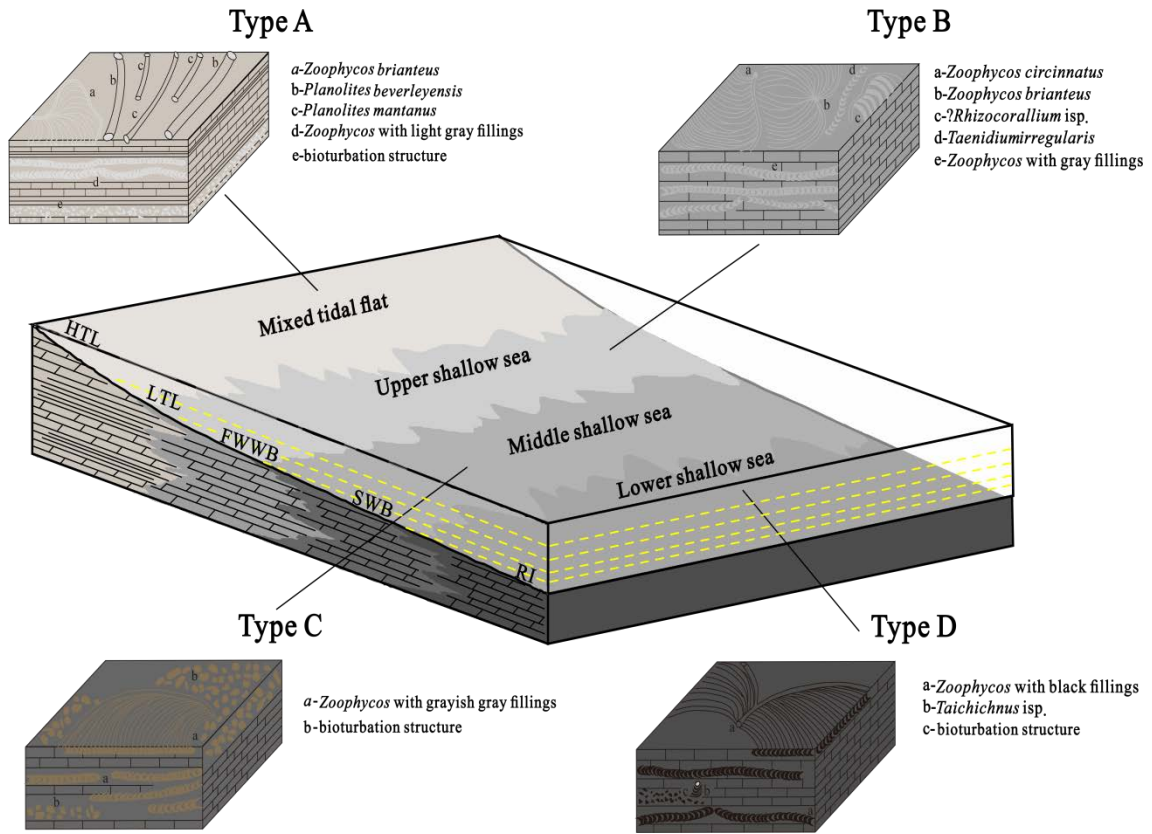 Type A
a-Zoophycos brianteus
b-Planolites beverleyensis
c-Planolites mantanus
d-Zoophycos with light gray fillings
e-bioturbation structure
a
b
c
b
c
c
b
d
e
Type B
a-Zoophycos circinnatus
b-Zoophycos brianteus
c-?Rhizocorallium isp.
d-Taenidiumirregularis
e-Zoophycos with gray fillings
a
d
b
c
e
Mixed tidal flat
Upper shallow sea
Middle shallow sea
Lower shallow sea
HTL
LTL
FWWB
SWB
RI
Type C
a-Zoophycos with grayish gray fillings
b-bioturbation structure
b
a
a
b
Type D
a-Zoophycos with black fillings
b-Taichichnus isp.
c-bioturbation structure
a
c
b
a